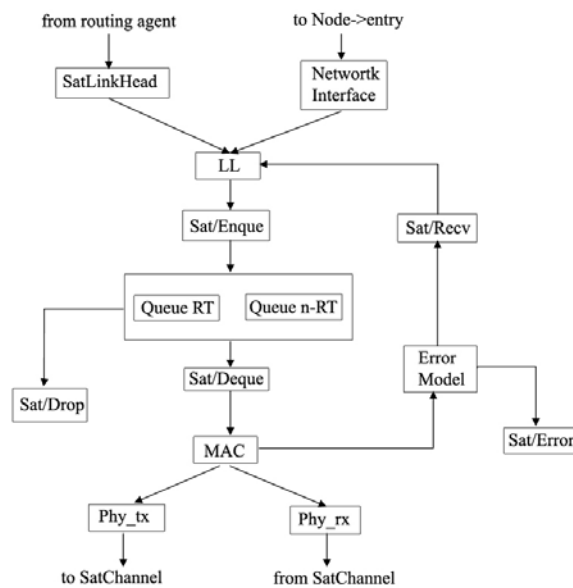 from routing agent
to Node->entry
SatLinkHead
Networtk
Interface
LL
Sat/Enque
Sat/Recv
Queue RT
Queue n-RT
Error
Model
Sat/Deque
Sat/Drop
Sat/Error
MAC
Phy_tx
Phy_rx
to SatChannel
from SatChannel